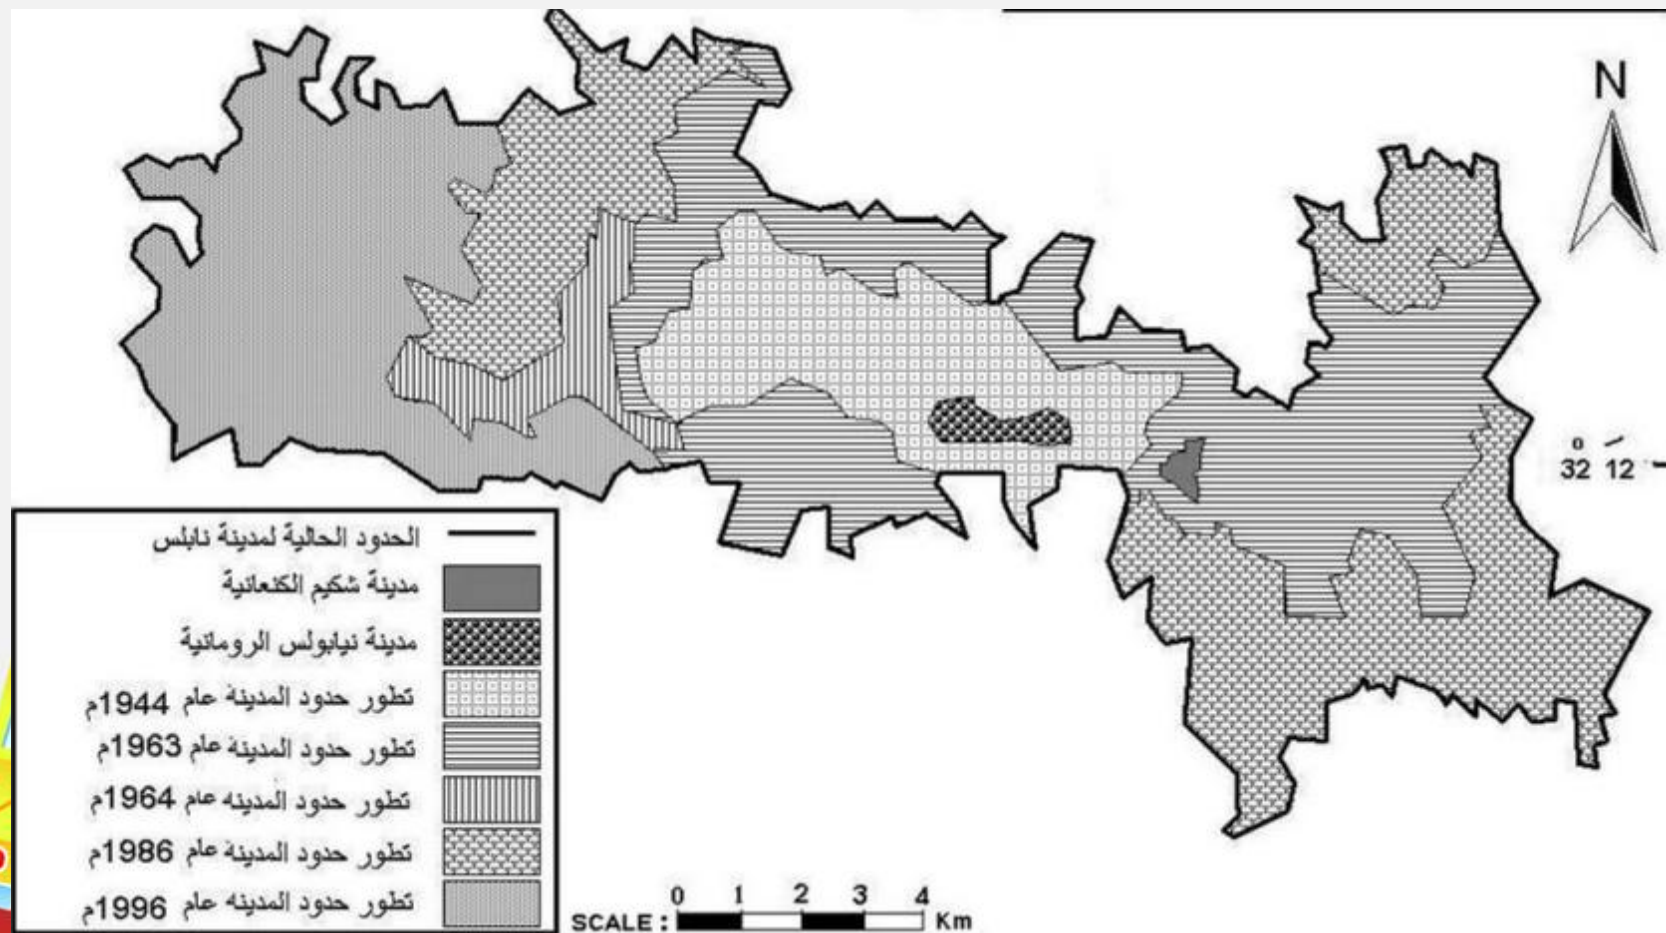 N
° ′
32 12
الحدود الحالية لمدينة نابلس
مدينة شكيم الكنعانية
مدينة نيابولس الرومانية
تطور حدود المدينة عام 1944م
تطور حدود المدينة عام 1963م
تطور حدود المدينه عام 1964م
تطور حدود المدينه عام 1986م
تطور حدود المدينه عام 1996م
0 1 2 3 4
SCALE : Km